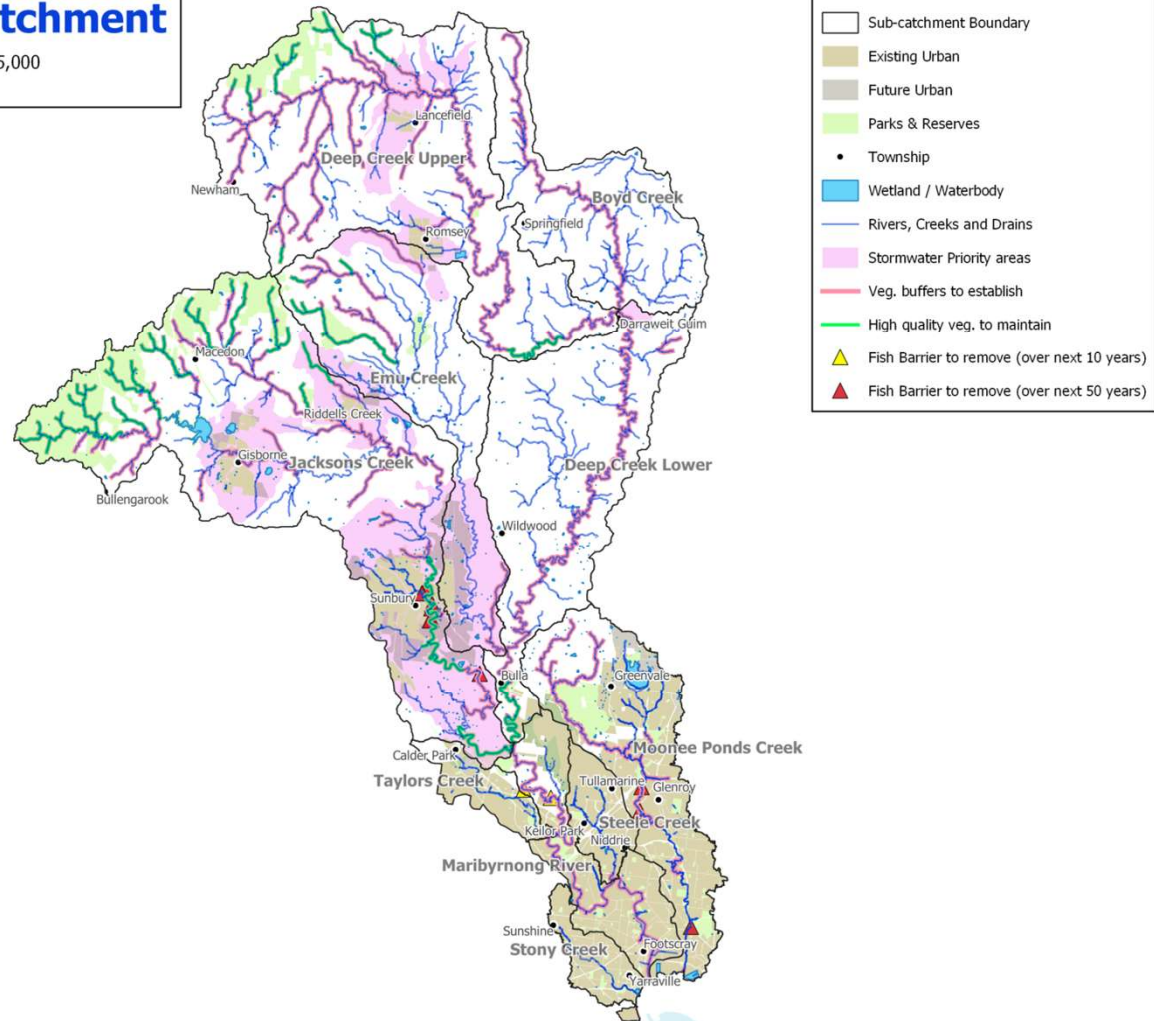 tchment
5,000
Sub-catchment Boundary
Existing Urban
Future Urban
Parks & Reserves
Township
Wetland / Waterbody
Rivers, Creeks and Drains
Stormwater Priority areas
Veg. buffers to establish
High quality veg. to maintain
Fish Barrier to remove (over next 10 years)
Fish Barrier to remove (over next 50 years)
Lancefield
Deep Creek Upper
Newham
Boyd Creek
Springfield
Romsey
Darraweit Guim
Macedon
Emu Creek
Riddells Creek
Gisborne
Jacksons Creek
Deep Creek Lower
Bullengarook
Wildwood
Sunbury
Bulla
Greenvale
Moonee Ponds Creek
Calder Park
Taylors Creek
Tullamarine
Glenroy
Steele Creek
Keilor Park
Niddrie
Maribyrnong River
Sunshine
Stony Creek
Footscray
Yarraville